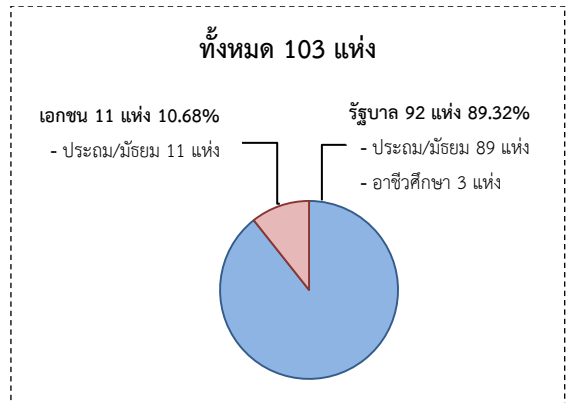 ทั้งหมด 103 แห่ง
เอกชน 11 แห่ง 10.68%
- ประถม/มัธยม 11 แห่ง
รัฐบาล 92 แห่ง 89.32%
- ประถม/มัธยม 89 แห่ง
- อาชีวศึกษา 3 แห่ง